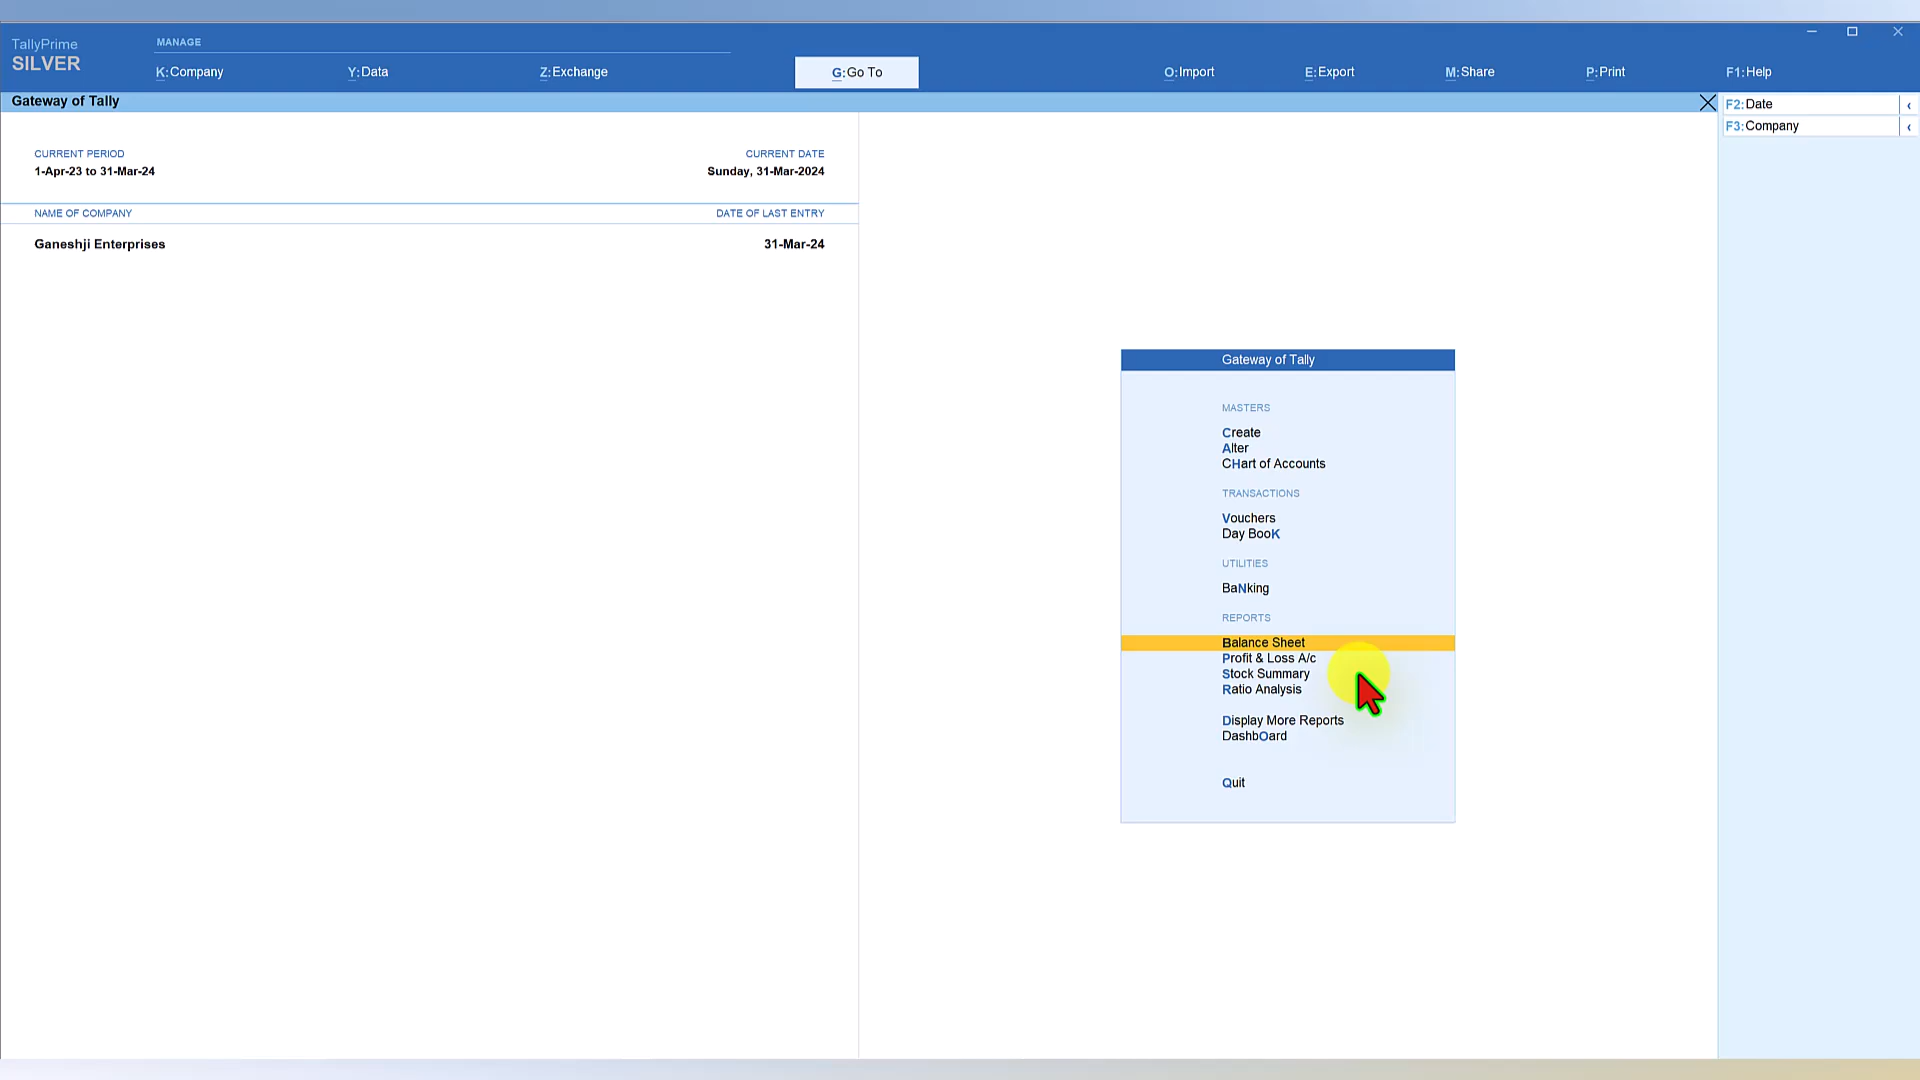 TallyPrime
SILVER
MANAGE
K:Company
Y:Data
Z:Exchange
G:Go To
O:Import
E:Export
M:Share
P:Print
F1:Help
Gateway of Tally
F2:Date
F3:Company
CURRENT PERIOD
CURRENT DATE
1-Apr-23 to 31-Mar-24
Sunday, 31-Mar-2024
NAME OF COMPANY
DATE OF LAST ENTRY
Ganeshji Enterprises
31-Mar-24
Gateway of Tally
MASTERS
Create
Alter
CHart of Accounts
TRANSACTIONS
Vouchers
Day BooK
UTILITIES
BaNking
REPORTS
Balance Sheet
Profit & Loss A/c
Stock Summary
Ratio Analysis
Display More Reports
DashbOard
Quit